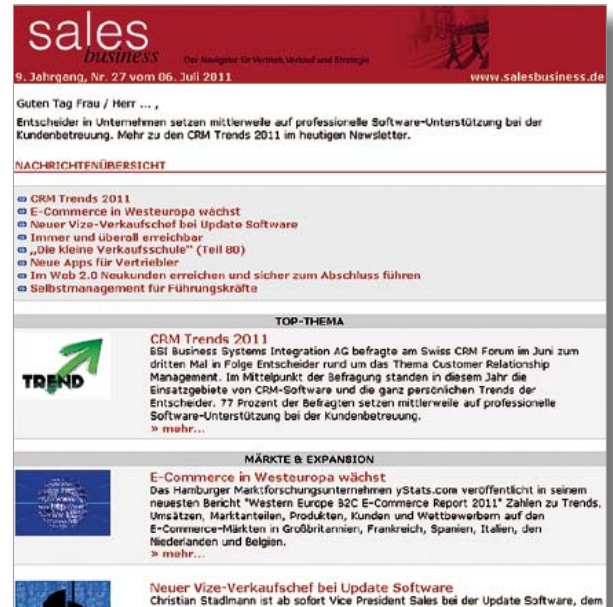 sales
business
Der Navigator für Vertrieb, Verkauf und Strategie
9. Jahrgang, Nr. 27 vom 06. Juli 2011
www.salesbusiness.de
Guten Tag Frau / Herr ... ,
Entscheider in Unternehmen setzen mittlerweile auf professionelle Software-Unterstützung bei der
Kundenbetreuung. Mehr zu den CRM Trends 2011 im heutigen Newsletter.
NACHRICHTENÜBERSICHT
CRM Trends 2011
E-Commerce in Westeuropa wächst
Neuer Vize-Verkaufschef bei Update Software
Immer und überall erreichbar
„Die kleine Verkaufsschule" (Teil 80)
Neue Apps für Vertriebler
Im Web 2.0 Neukunden erreichen und sicher zum Abschluss führen
Selbstmanagement für Führungskräfte
TOP-THEMA
TREND
CRM Trends 2011
BSI Business Systems Integration AG befragte am Swiss CRM Forum im Juni zum
dritten Mal in Folge Entscheider rund um das Thema Customer Relationship
Management. Im Mittelpunkt der Befragung standen in diesem Jahr die
Einsatzgebiete von CRM-Software und die ganz persönlichen Trends der
Entscheider. 77 Prozent der Befragten setzen mittlerweile auf professionelle
Software-Unterstützung bei der Kundenbetreuung.
» mehr...
MÄRKTE & EXPANSION
E-Commerce in Westeuropa wächst
Das Hamburger Marktforschungsunternehmen yStats.com veröffentlicht in seinem
neuesten Bericht "Western Europe B2C E-Commerce Report 2011" Zahlen zu Trends,
Umsätzen, Marktanteilen, Produkten, Kunden und Wettbewerbern auf den
E-Commerce-Märkten in Großbritannien, Frankreich, Spanien, Italien, den
Niederlanden und Belgien.
» mehr...
Neuer Vize-Verkaufschef bei Update Software
Christian Stadlmann ist ab sofort Vice President Sales bei der Update Software, dem